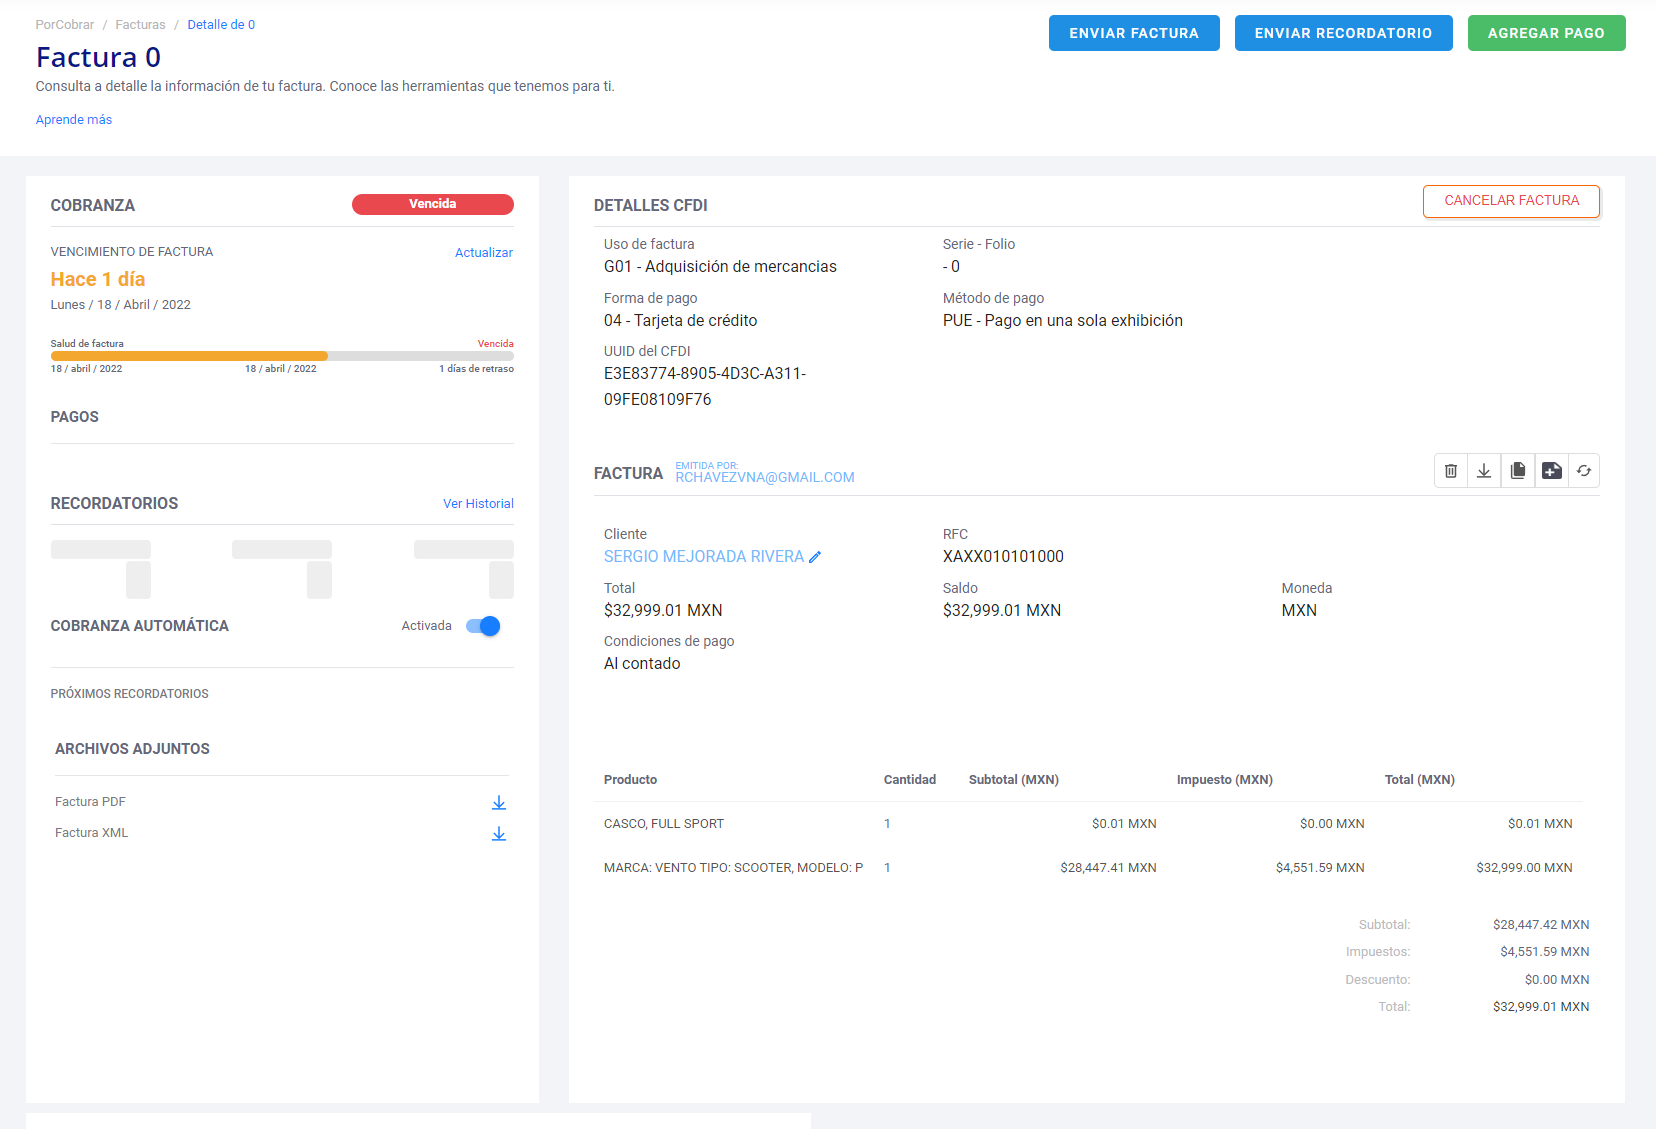 PorCobrar / Facturas / Detalle de 0
Factura 0
Consulta a detalle la información de tu factura. Conoce las herramientas que tenemos para ti.
Aprende más
ENVIAR FACTURA
ENVIAR RECORDATORIO
AGREGAR PAGO
COBRANZA
Vencida
VENCIMIENTO DE FACTURA
Actualizar
Hace 1 día
Lunes / 18 / Abril / 2022
Salud de factura
Vencida
18 / abril / 2022
18 / abril / 2022
1 días de retraso
PAGOS
RECORDATORIOS
Ver Historial
COBRANZA AUTOMÁTICA
Activada
PRÓXIMOS RECORDATORIOS
ARCHIVOS ADJUNTOS
Factura PDF
Factura XML
DETALLES CFDI
CANCELAR FACTURA
Uso de factura
G01 - Adquisición de mercancias
Serie - Folio
- 0
Forma de pago
04 - Tarjeta de crédito
Método de pago
PUE - Pago en una sola exhibición
UUID del CFDI
E3E83774-8905-4D3C-A311-
09FE08109F76
FACTURA
EMITIDA POR:
RCHAVEZVNA@GMAIL.COM
Cliente
SERGIO MEJORADA RIVERA
RFC
XAXX010101000
Total
$32,999.01 MXN
Saldo
$32,999.01 MXN
Moneda
MXN
Condiciones de pago
Al contado
Producto Cantidad Subtotal (MXN) Impuesto (MXN) Total (MXN)
CASCO, FULL SPORT 1 $0.01 MXN $0.00 MXN $0.01 MXN
MARCA: VENTO TIPO: SCOOTER, MODELO: P 1 $28,447.41 MXN $4,551.59 MXN $32,999.00 MXN
Subtotal: $28,447.42 MXN
Impuestos: $4,551.59 MXN
Descuento: $0.00 MXN
Total: $32,999.01 MXN